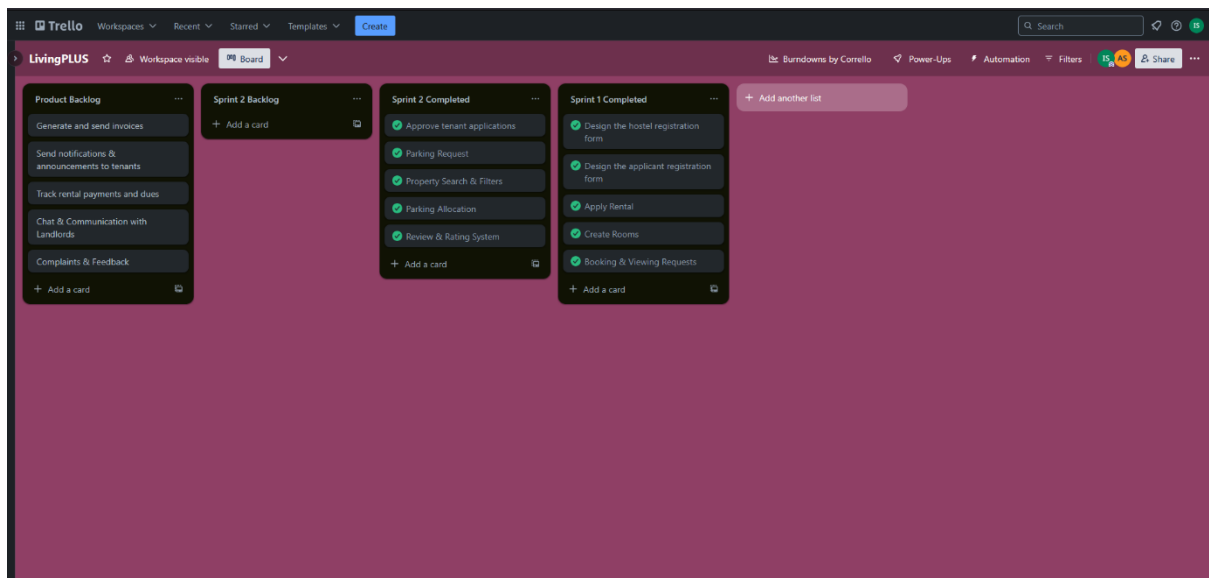 Trello Workspaces Recent Starred Templates Create Search IS
LivingPLUS Workspace visible Board Burndowns by Corrello Power-Ups Automation Filters IS AS Share
Product Backlog
Generate and send invoices
Send notifications &
announcements to tenants
Track rental payments and dues
Chat & Communication with
Landlords
Complaints & Feedback
+ Add a card
Sprint 2 Backlog
+ Add a card
Sprint 2 Completed
Approve tenant applications
Parking Request
Property Search & Filters
Parking Allocation
Review & Rating System
+ Add a card
Sprint 1 Completed
Design the hostel registration
form
Design the applicant registration
form
Apply Rental
Create Rooms
Booking & Viewing Requests
+ Add a card
+ Add another list